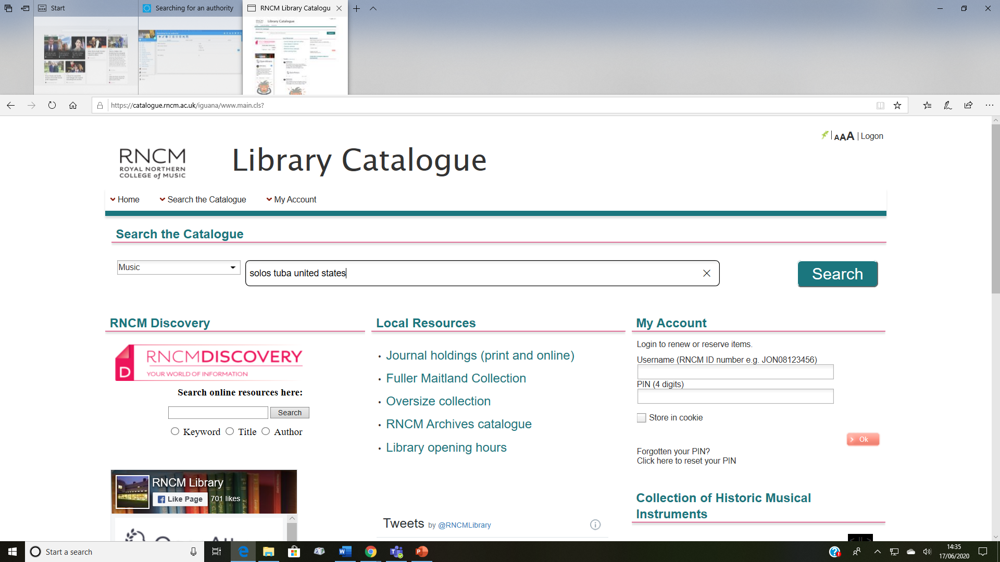 Start
Searching for an authority
RNCM Library Catalogu
Library Catalogue
https://catalogue.rncm.ac.uk/iguana/www.main.cls?
AAA | Logon
RNCM
ROYAL NORTHERN
COLLEGE of MUSIC
Library Catalogue
Home
Search the Catalogue
My Account
Search the Catalogue
Music
solos tuba united states
Search
RNCM Discovery
D
RNCMDISCOVERY
YOUR WORLD OF INFORMATION
Search online resources here:
Search
Keyword Title Author
RNCM Library
Like Page
701 likes
Local Resources
• Journal holdings (print and online)
• Fuller Maitland Collection
• Oversize collection
• RNCM Archives catalogue
• Library opening hours
Tweets by @RNCMLibrary
My Account
Login to renew or reserve items.
Username (RNCM ID number e.g. JON08123456)
PIN (4 digits)
Store in cookie
Ok
Forgotten your PIN?
Click here to reset your PIN
Collection of Historic Musical
Instruments
Start a search
14:35
17/06/2020